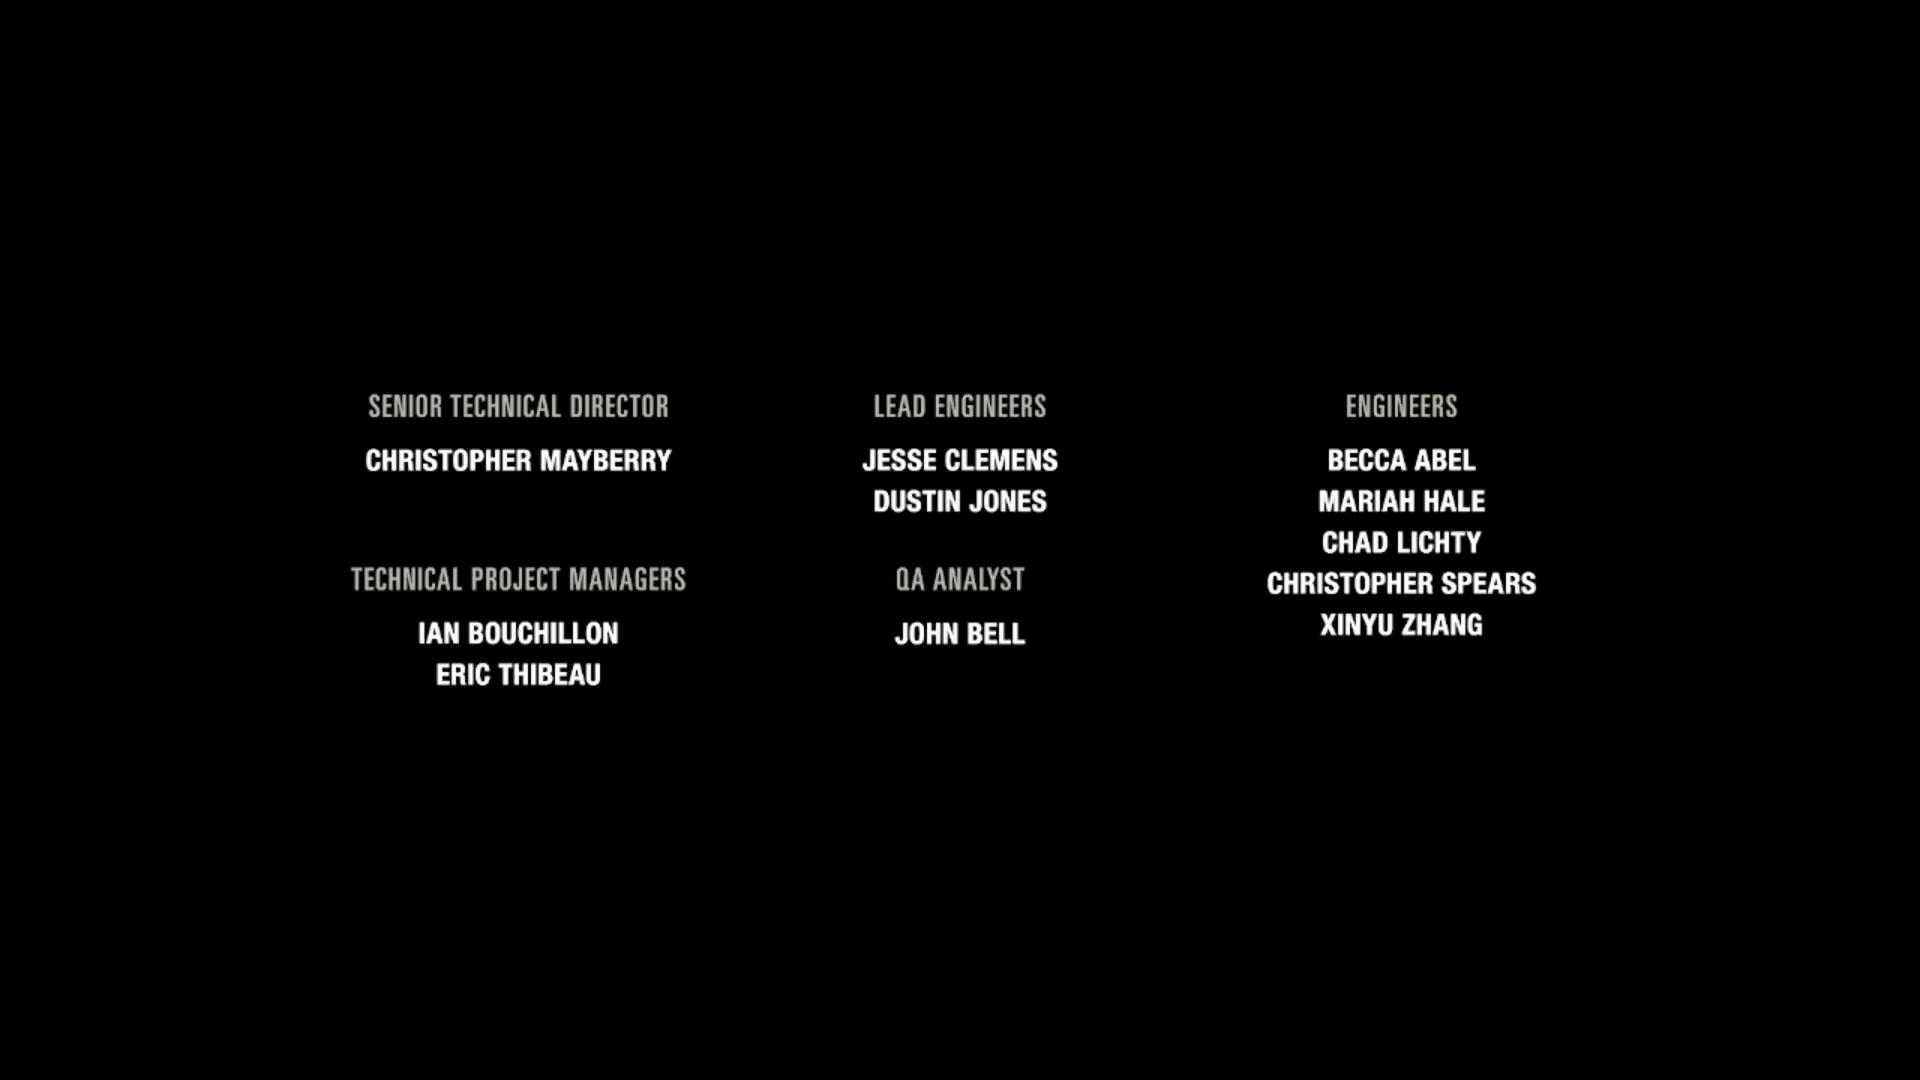 SENIOR TECHNICAL DIRECTOR
CHRISTOPHER MAYBERRY
TECHNICAL PROJECT MANAGERS
IAN BOUCHILLON
ERIC THIBEAU
LEAD ENGINEERS
JESSE CLEMENS
DUSTIN JONES
QA ANALYST
JOHN BELL
ENGINEERS
BECCA ABEL
MARIAH HALE
CHAD LICHTY
CHRISTOPHER SPEARS
XINYU ZHANG